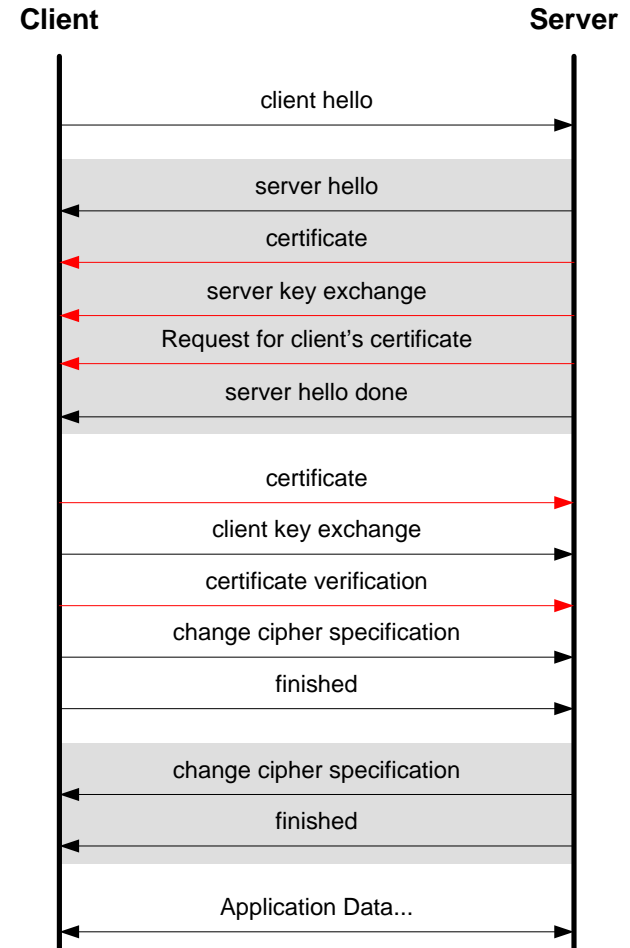 Client Server
client hello
server hello
certificate
server key exchange
Request for client's certificate
server hello done
certificate
client key exchange
certificate verification
change cipher specification
finished
change cipher specification
finished
Application Data...